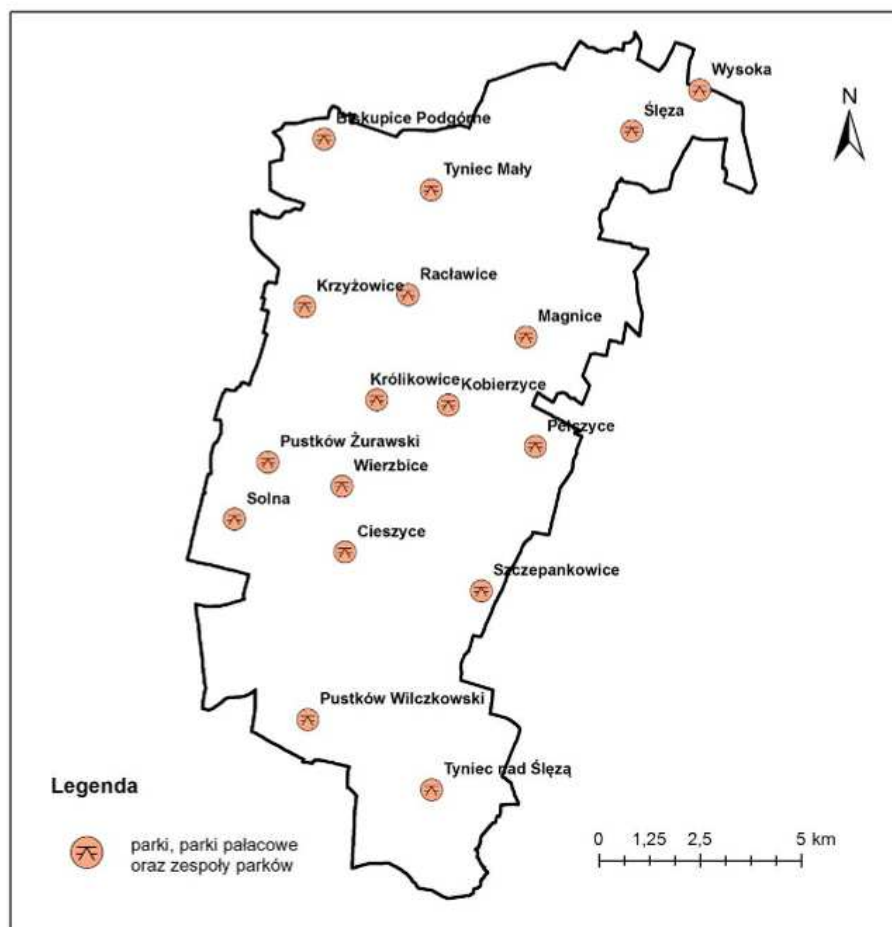 Wysoka
N
Ślęza
Biskupice Podgórne
Tyniec Mały
Racławice
Krzyżowice
Magnice
Królikowice
Kobierzyce
Pełczyce
Pustków Żurawski
Wierzbice
Solna
Cieszyce
Szczepankowice
Pustków Wilczkowski
Tyniec nad Ślęzą
Legenda
parki, parki pałacowe
oraz zespoły parków
0 1,25 2,5 5 km